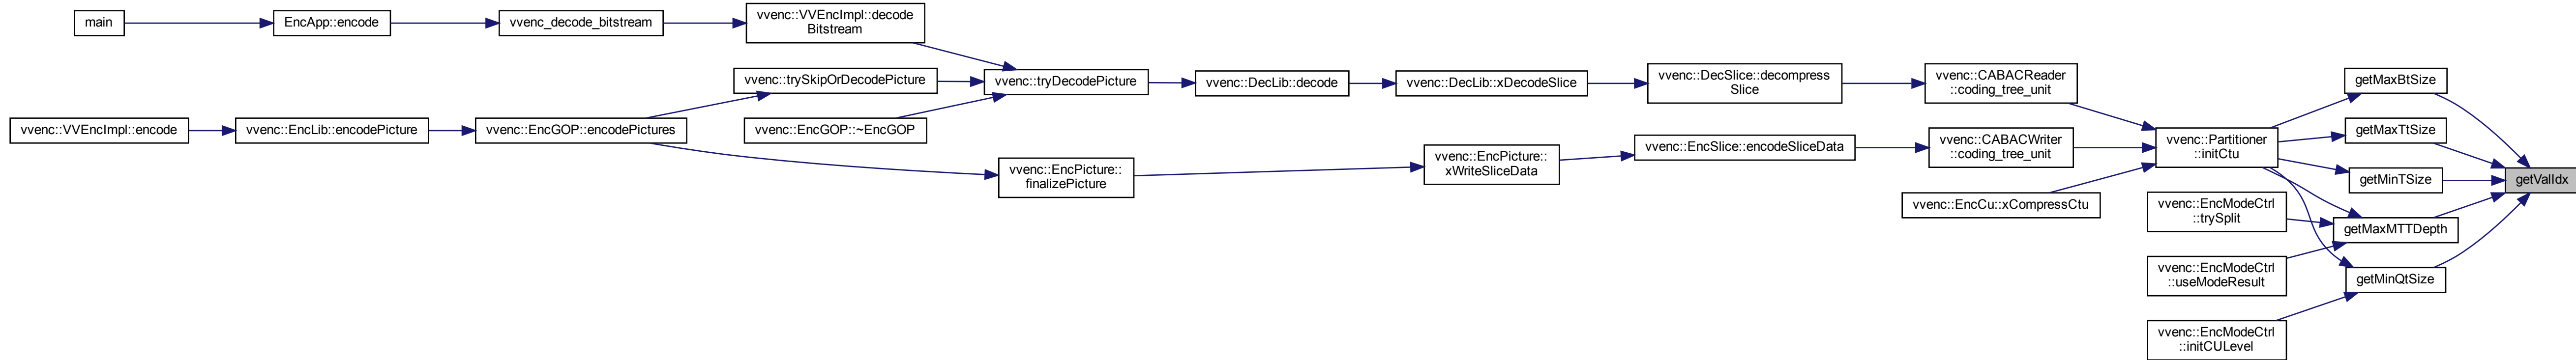 main
EncApp::encode
vvenc_decode_bitstream
vvenc::VVEncImpl::decode
Bitstream
vvenc::trySkipOrDecodePicture
vvenc::tryDecodePicture
vvenc::DecLib::decode
vvenc::DecLib::xDecodeSlice
vvenc::DecSlice::decompress
Slice
vvenc::CABACReader
::coding_tree_unit
getMaxBtSize
vvenc::VVEncImpl::encode
vvenc::EncLib::encodePicture
vvenc::EncGOP::encodePictures
vvenc::EncGOP::~EncGOP
vvenc::EncPicture::
finalizePicture
vvenc::EncPicture::
xWriteSliceData
vvenc::EncSlice::encodeSliceData
vvenc::CABACWriter
::coding_tree_unit
vvenc::Partitioner
::initCtu
getMaxTtSize
getMinTSize
getValIdx
vvenc::EncCu::xCompressCtu
vvenc::EncModeCtrl
::trySplit
getMaxMTTDepth
vvenc::EncModeCtrl
::useModeResult
getMinQtSize
vvenc::EncModeCtrl
::initCULevel